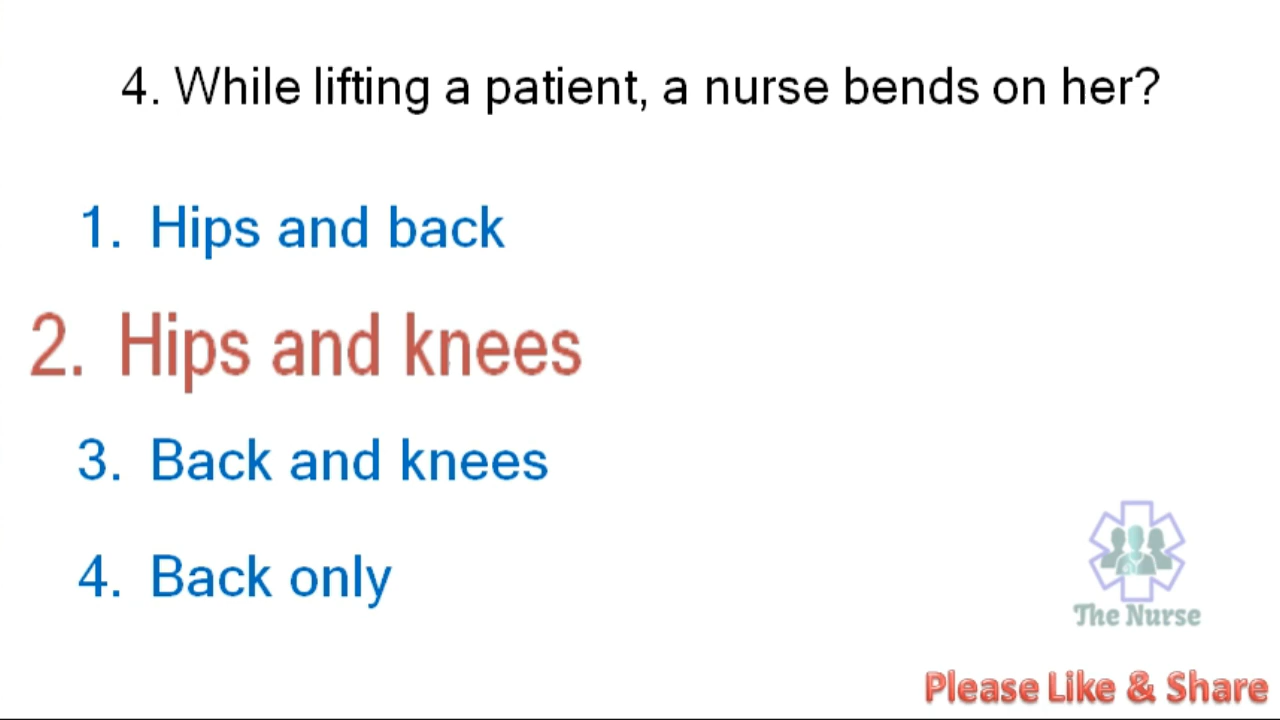 4. While lifting a patient, a nurse bends on her?
1. Hips and back
2. Hips and knees
3. Back and knees
4. Back only
The Nurse
Please Like & Share